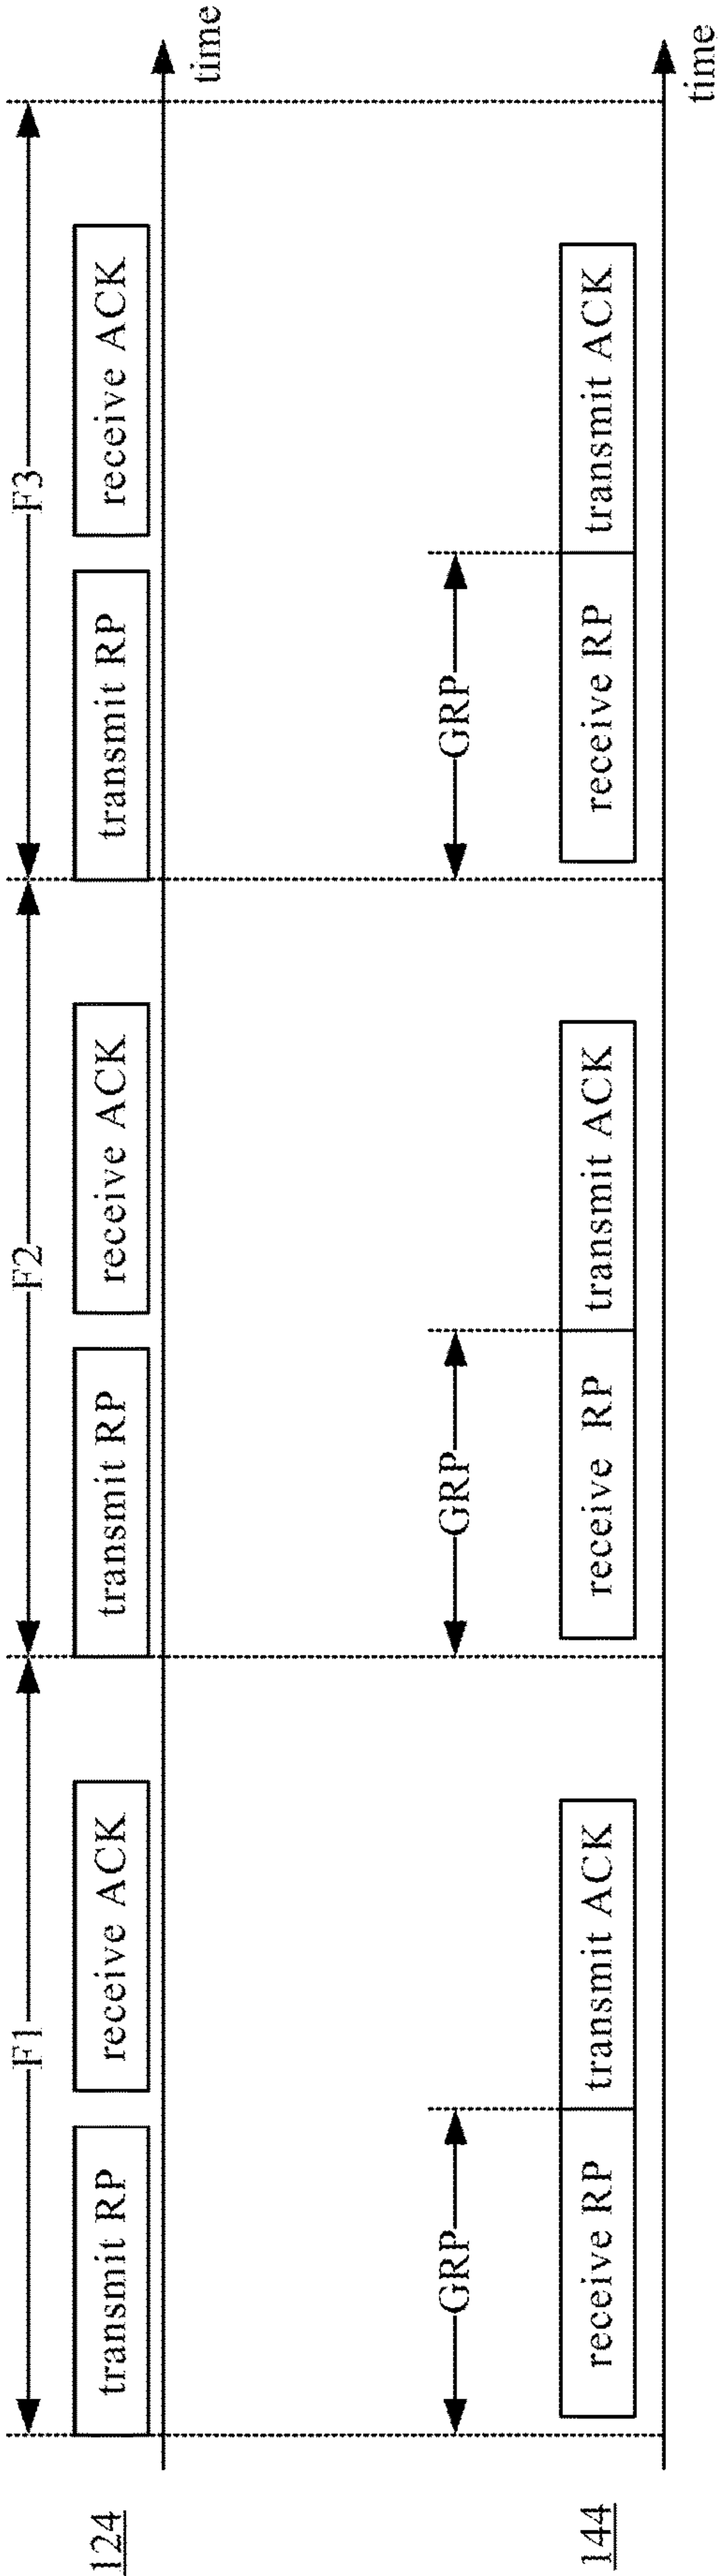 F1 F2 F3
124 transmit RP receive ACK transmit RP receive ACK transmit RP receive ACK
time
GRP GRP GRP
144 receive RP transmit ACK receive RP transmit ACK receive RP transmit ACK
time